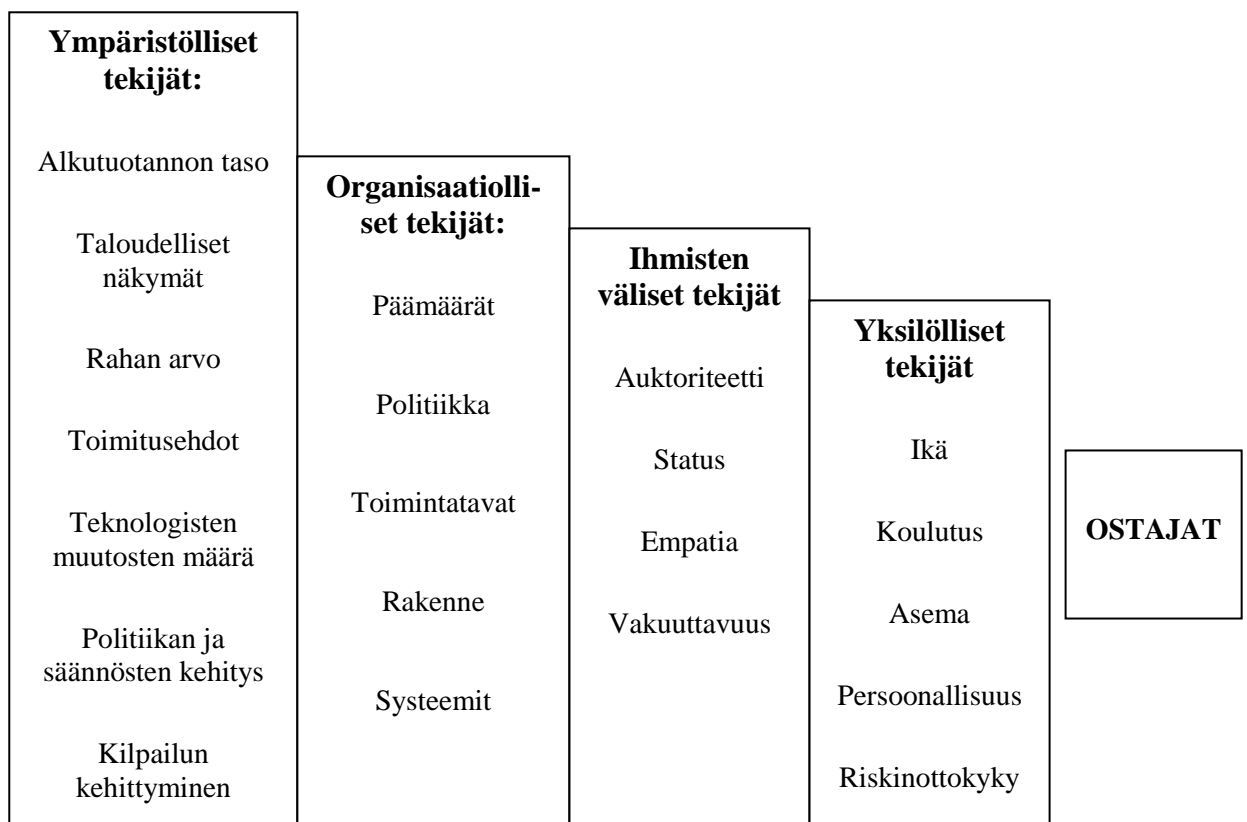 Ympäristölliset
tekijät:
Alkutuotannon taso
Taloudelliset
näkymät
Rahan arvo
Toimitusehdot
Teknologisten
muutosten määrä
Politiikan ja
säännösten kehitys
Kilpailun
kehittyminen
Organisaatiolli-
set tekijät:
Päämäärät
Politiikka
Toimintatavat
Rakenne
Systeemit
Ihmisten
väliset tekijät
Auktoriteetti
Status
Empatia
Vakuuttavuus
Yksilölliset
tekijät
Ikä
Koulutus
Asema
Persoonallisuus
Riskinottokyky
OSTAJAT